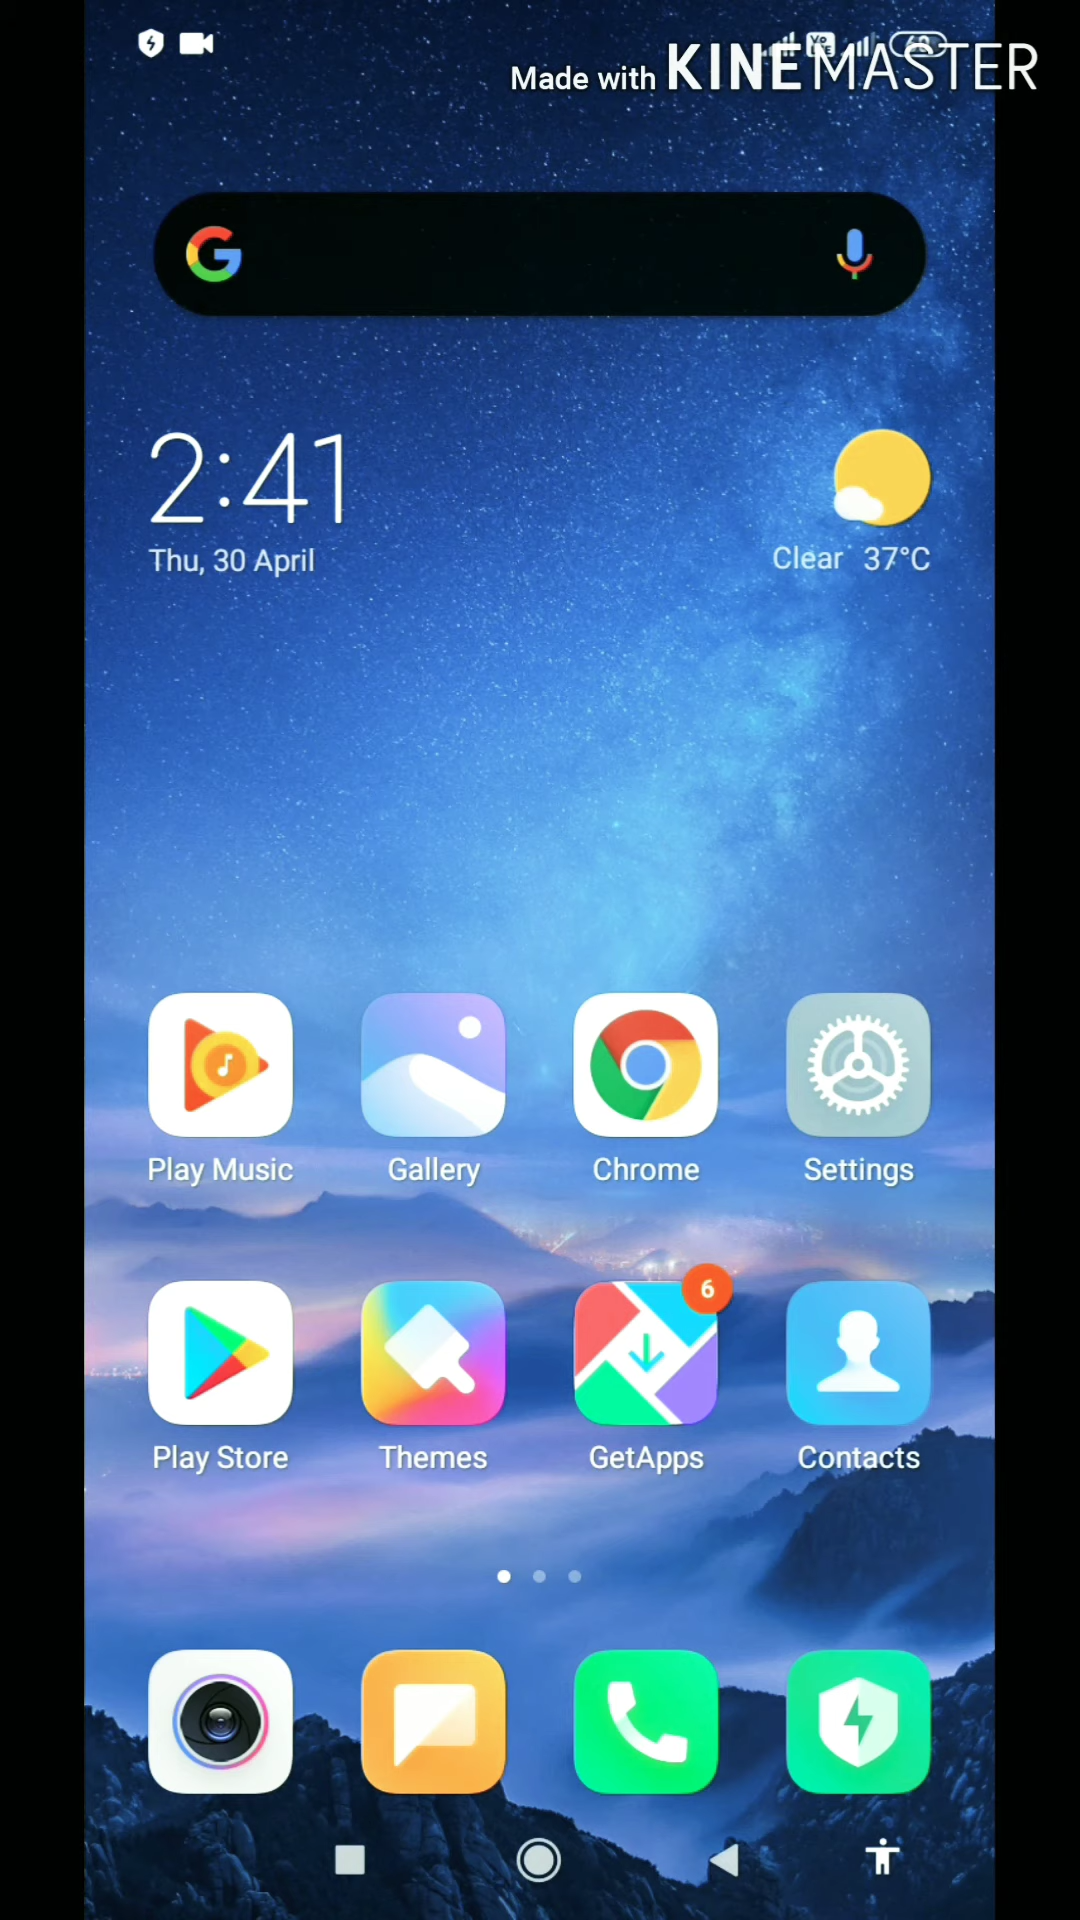 Made with KINEMASTER
2:41
Thu, 30 April
Clear 37°C
Play Music Gallery Chrome Settings
6
Play Store Themes GetApps Contacts